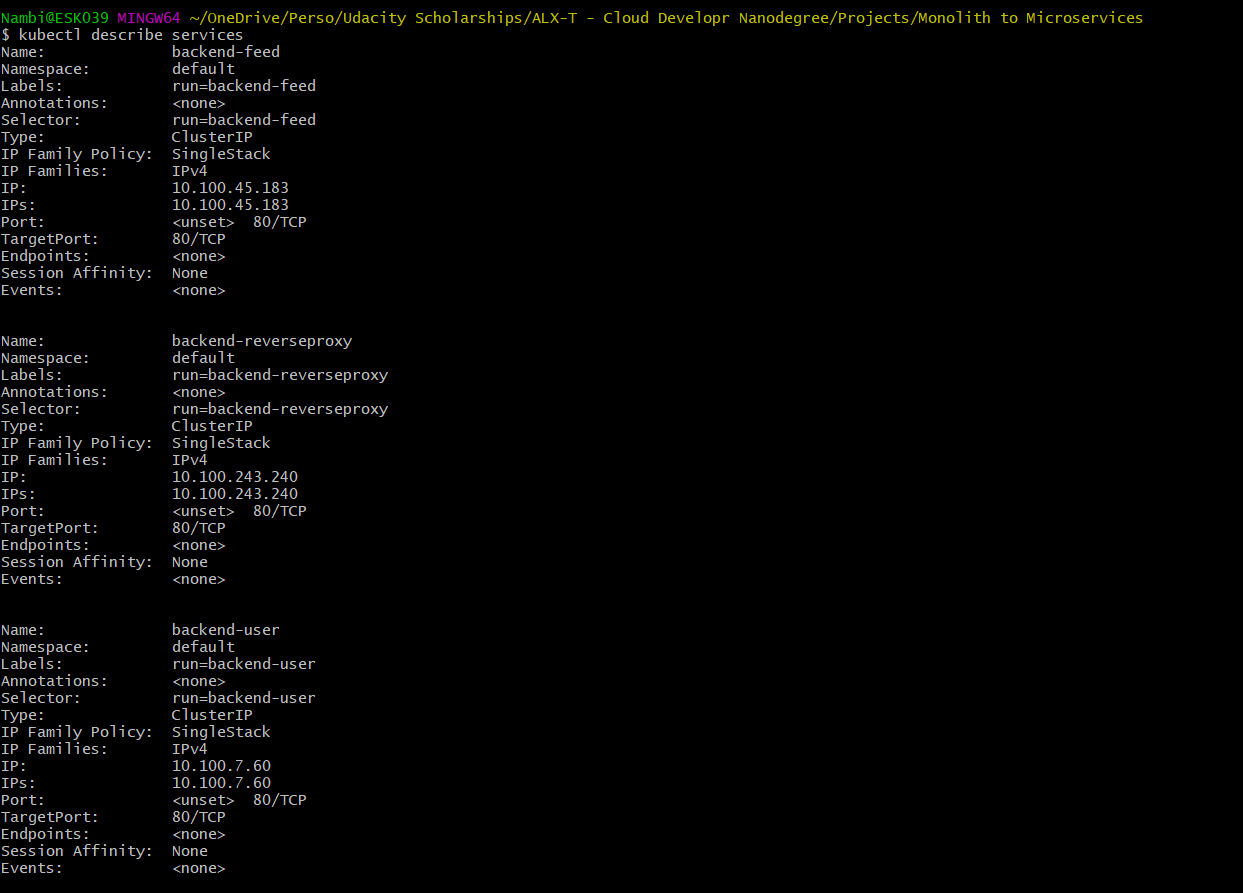 Nambi@ESKO39 MINGW64 ~/OneDrive/Perso/Udacity Scholarships/ALX-T - Cloud Developr Nanodegree/Projects/Monolith to Microservices
$ kubectl describe services
Name:              backend-feed
Namespace:         default
Labels:            run=backend-feed
Annotations:       <none>
Selector:          run=backend-feed
Type:              ClusterIP
IP Family Policy:  SingleStack
IP Families:       IPv4
IP:                10.100.45.183
IPs:               10.100.45.183
Port:              <unset>  80/TCP
TargetPort:        80/TCP
Endpoints:         <none>
Session Affinity:  None
Events:            <none>
Name:              backend-reverseproxy
Namespace:         default
Labels:            run=backend-reverseproxy
Annotations:       <none>
Selector:          run=backend-reverseproxy
Type:              ClusterIP
IP Family Policy:  SingleStack
IP Families:       IPv4
IP:                10.100.243.240
IPs:               10.100.243.240
Port:              <unset>  80/TCP
TargetPort:        80/TCP
Endpoints:         <none>
Session Affinity:  None
Events:            <none>
Name:              backend-user
Namespace:         default
Labels:            run=backend-user
Annotations:       <none>
Selector:          run=backend-user
Type:              ClusterIP
IP Family Policy:  SingleStack
IP Families:       IPv4
IP:                10.100.7.60
IPs:               10.100.7.60
Port:              <unset>  80/TCP
TargetPort:        80/TCP
Endpoints:         <none>
Session Affinity:  None
Events:            <none>